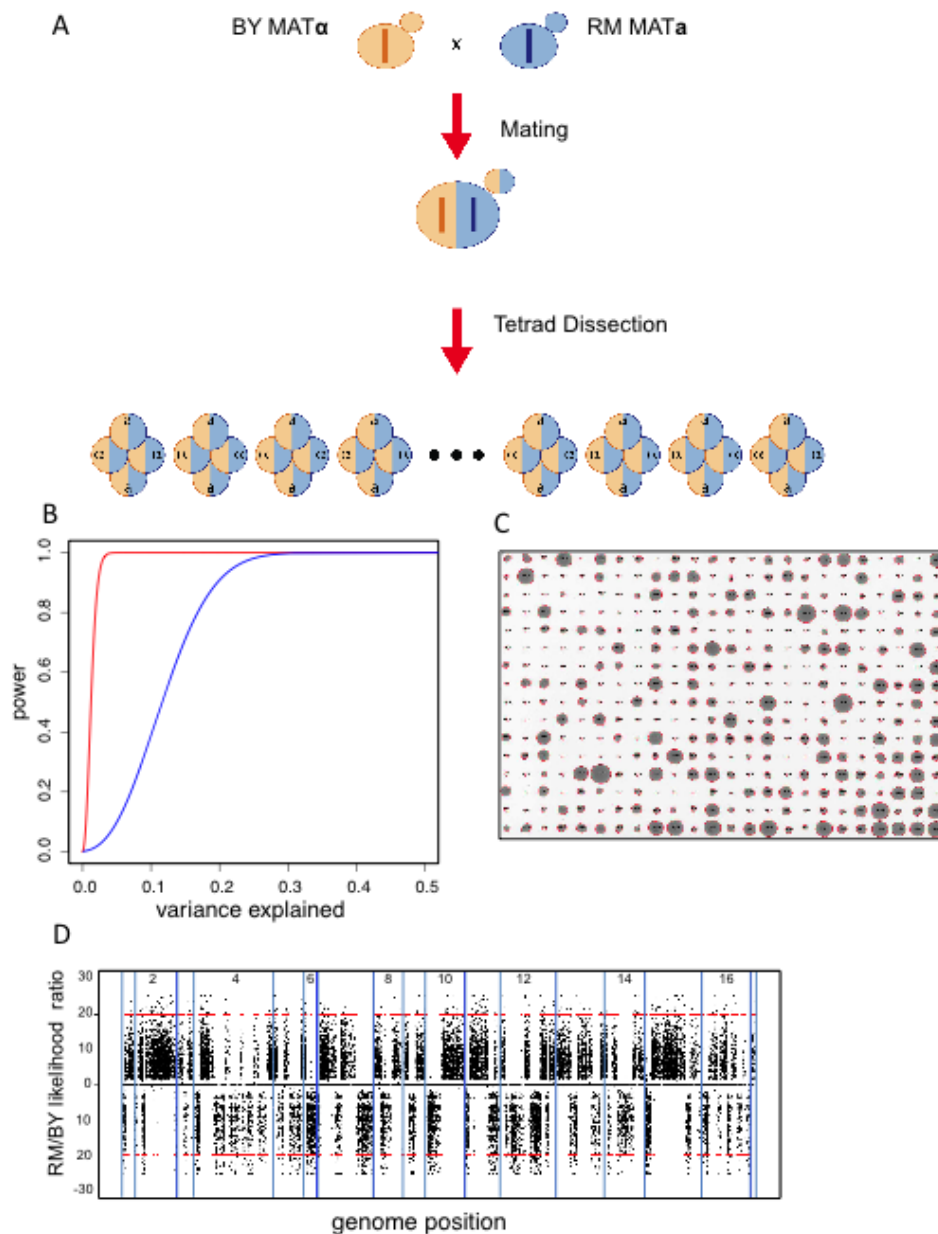 A
BY MATα
x
RM MATa
Mating
Tetrad Dissection
B
1.0
0.8
0.6
0.4
0.2
0.0
power
0.0 0.1 0.2 0.3 0.4 0.5
variance explained
C
D
2 4 6 8 10 12 14 16
30
20
10
0
10
20
-30
RM/BY likelihood ratio
genome position